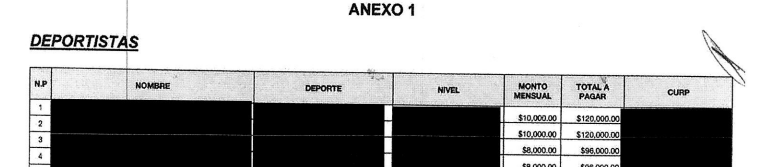 ANEXO 1
DEPORTISTAS
N.P NOMBRE DEPORTE NIVEL MONTO MENSUAL TOTAL A PAGAR CURP
1 $10,000.00 $120,000.00
2 $10,000.00 $120,000.00
3 $8,000.00 $96,000.00
4